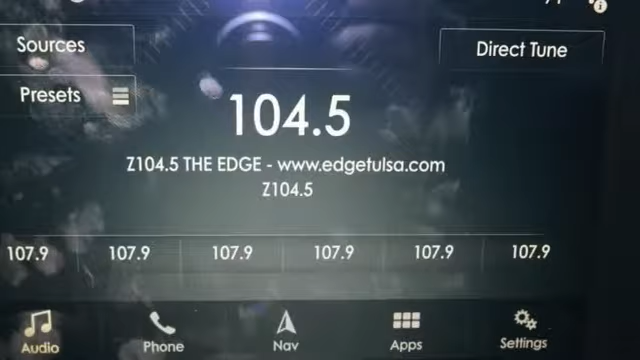 Sources
Direct Tune
Presets
104.5
Z104.5 THE EDGE - www.edgetulsa.com
Z104.5
107.9 107.9 107.9 107.9 107.9 107.9
Audio Phone Nav Apps Settings